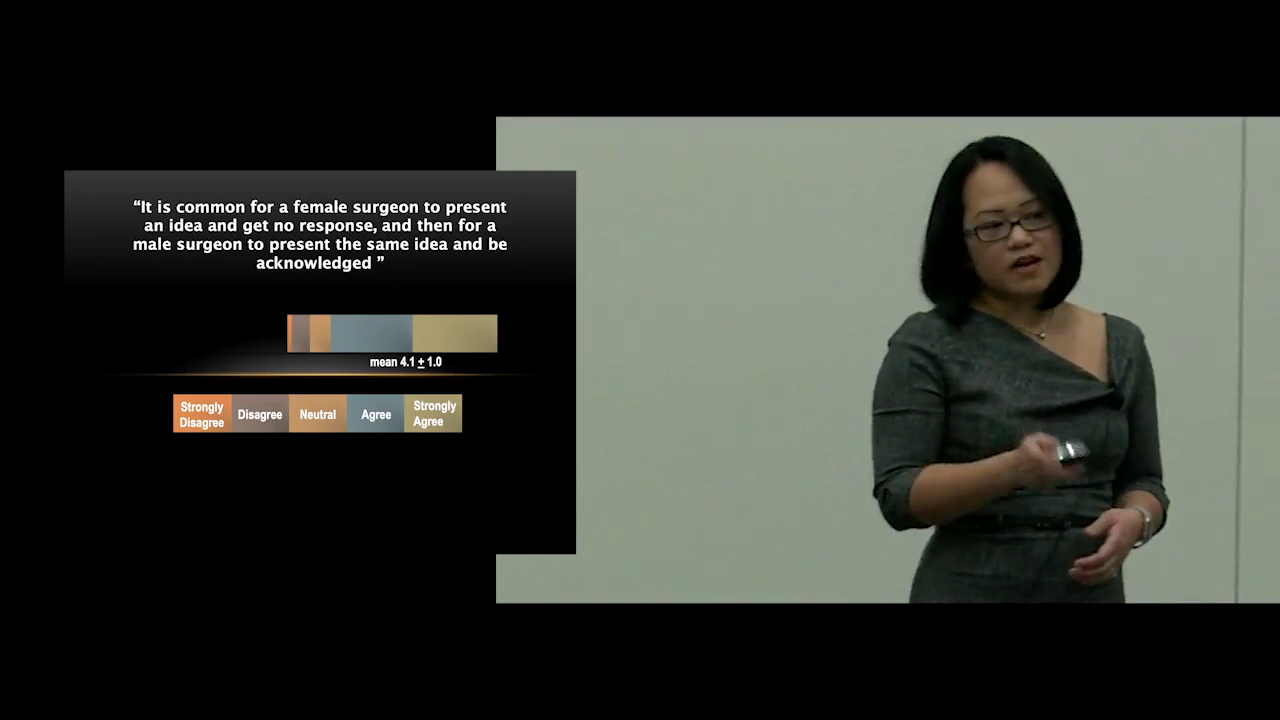 “It is common for a female surgeon to present
an idea and get no response, and then for a
male surgeon to present the same idea and be
acknowledged ”
mean 4.1 ± 1.0
Strongly
Disagree
Disagree
Neutral
Agree
Strongly
Agree